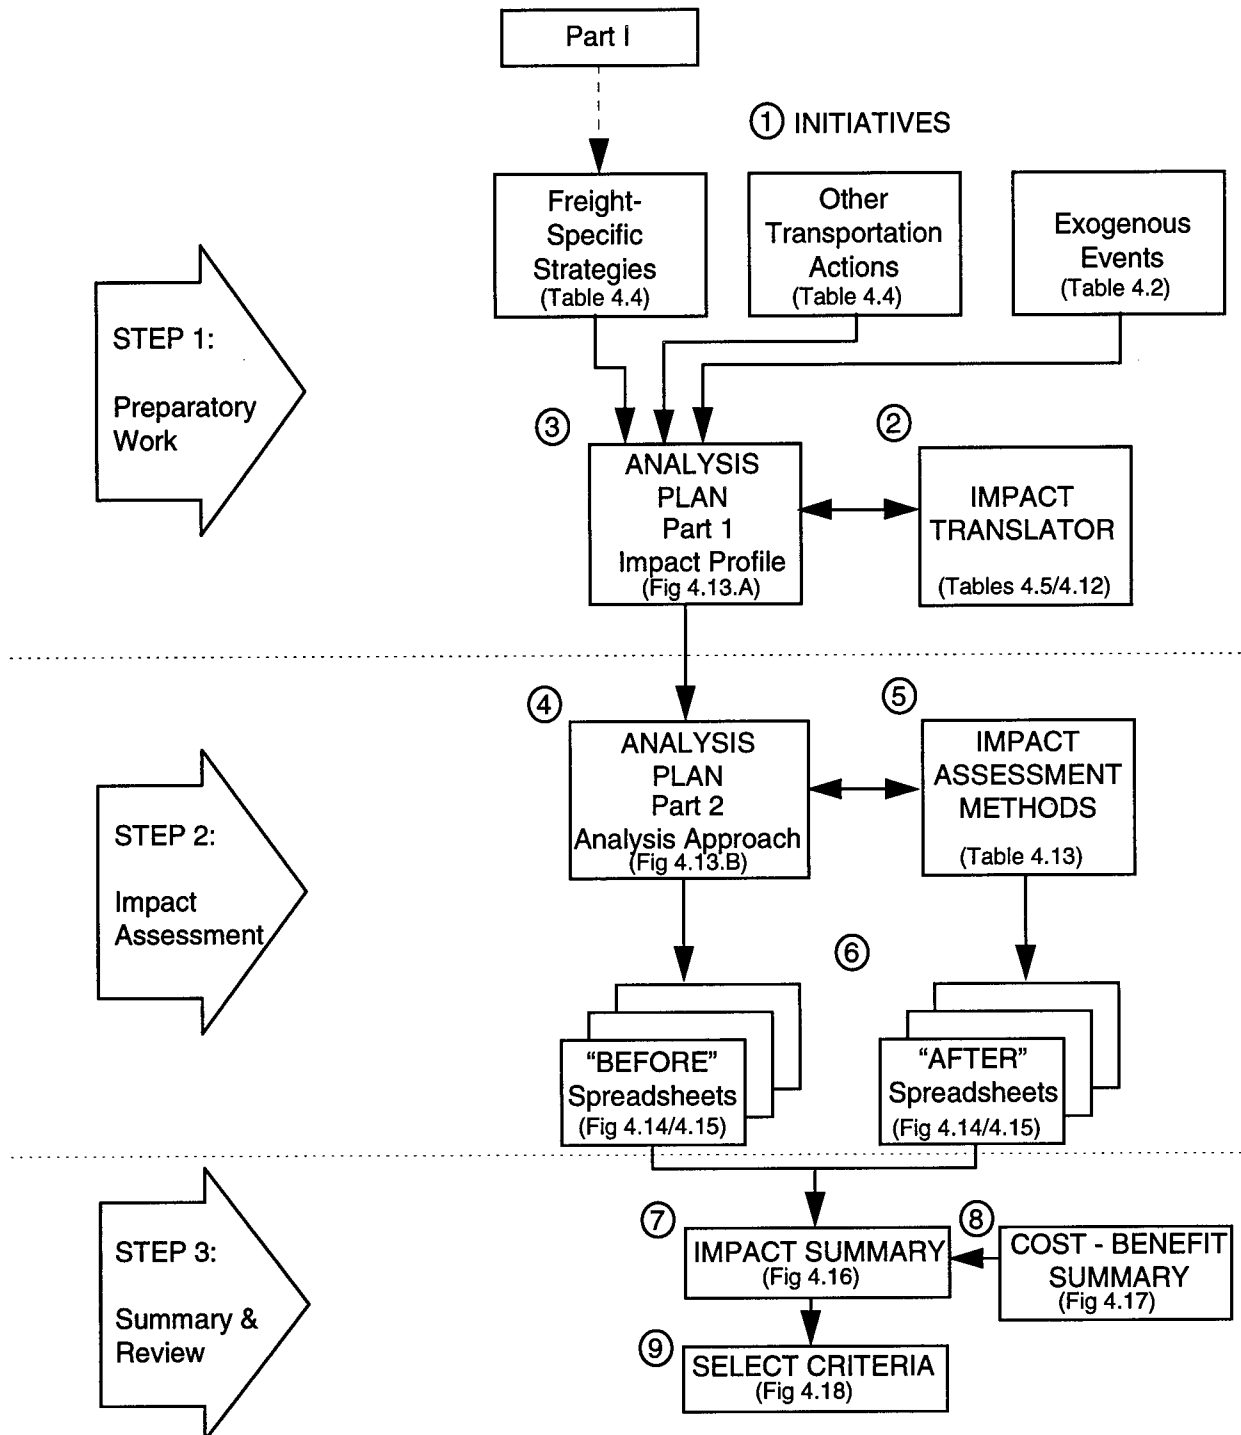 Part I
① INITIATIVES
Freight-
Specific
Strategies
(Table 4.4)
Other
Transportation
Actions
(Table 4.4)
Exogenous
Events
(Table 4.2)
STEP 1:
Preparatory
Work
③
ANALYSIS
PLAN
Part 1
Impact Profile
(Fig 4.13.A)
②
IMPACT
TRANSLATOR
(Tables 4.5/4.12)
STEP 2:
Impact
Assessment
④
ANALYSIS
PLAN
Part 2
Analysis Approach
(Fig 4.13.B)
⑤
IMPACT
ASSESSMENT
METHODS
(Table 4.13)
⑥
“BEFORE”
Spreadsheets
(Fig 4.14/4.15)
“AFTER”
Spreadsheets
(Fig 4.14/4.15)
STEP 3:
Summary &
Review
⑦
IMPACT SUMMARY
(Fig 4.16)
⑧
COST - BENEFIT
SUMMARY
(Fig 4.17)
⑨
SELECT CRITERIA
(Fig 4.18)